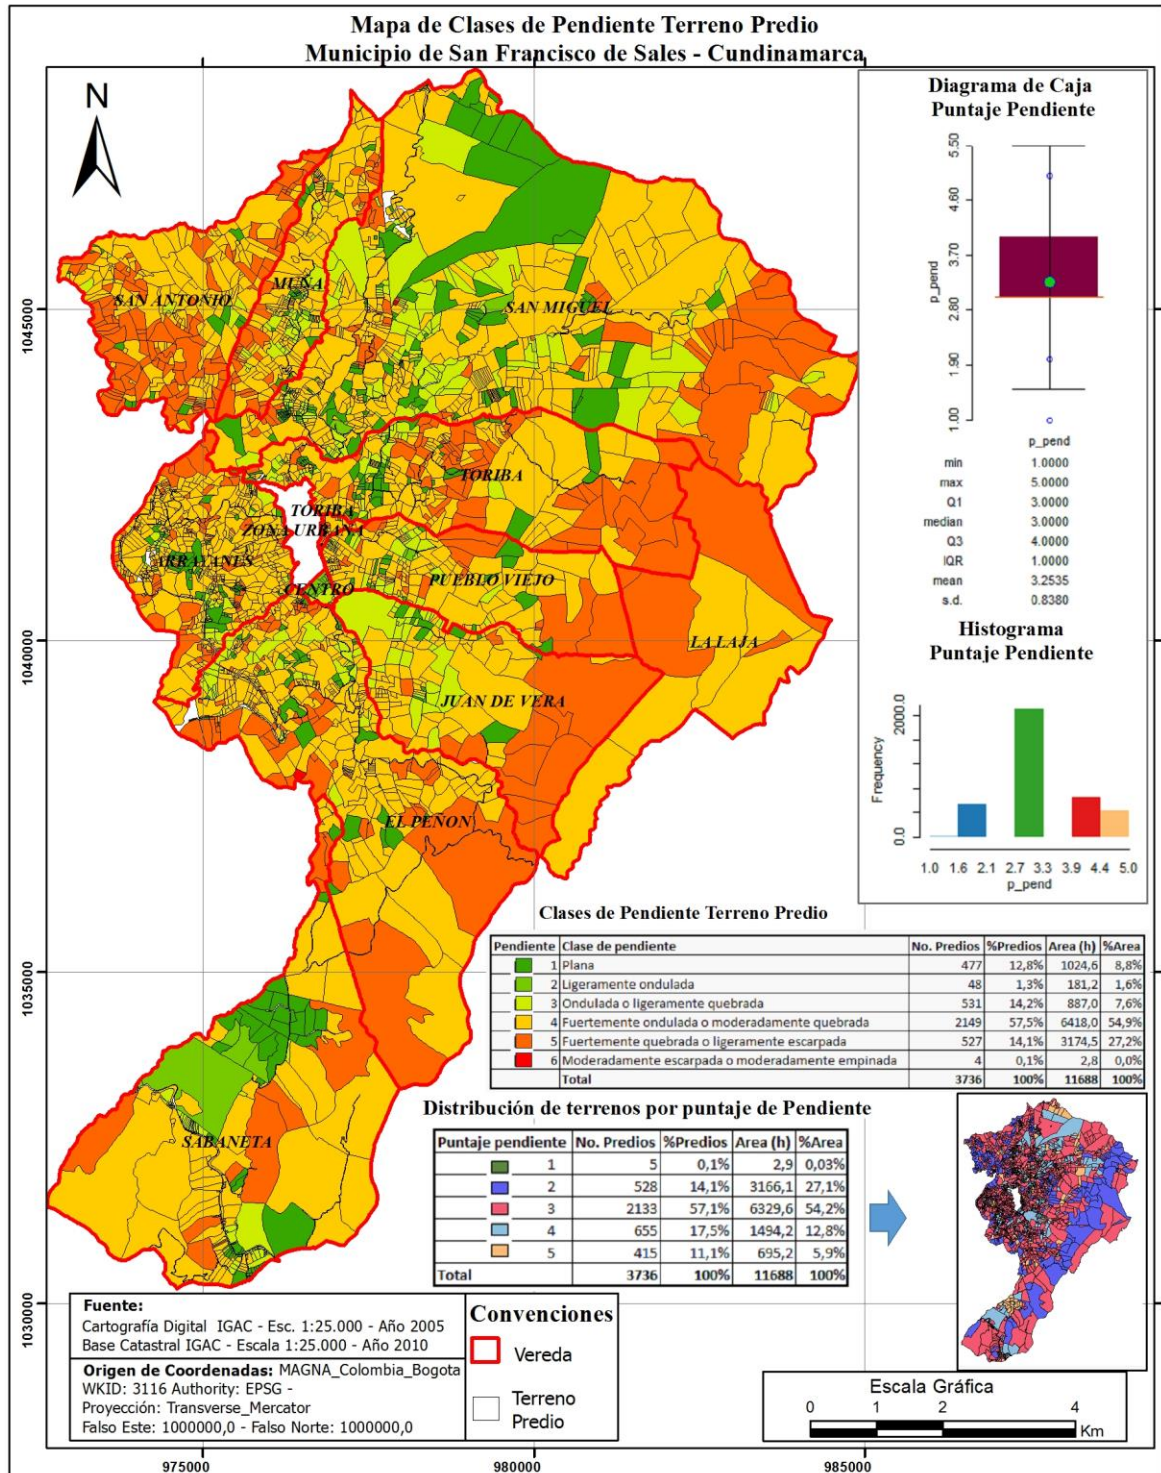 Mapa de Clases de Pendiente Terreno Predio
Municipio de San Francisco de Sales - Cundinamarca
N
SAN ANTONIO
MUÑA
SAN MIGUEL
TORIBA
TORIBA
ZONA URBANA
ARRAYANES
CENTRO
PUEBLO VIEJO
LA LAJA
JUAN DE VERA
EL PEÑON
SABANETA
1045000
1040000
1035000
1030000
975000
980000
985000
Diagrama de Caja
Puntaje Pendiente
5.50
4.60
3.70
2.80
1.90
1.00
p_pend
p_pend
min 1.0000
max 5.0000
Q1 3.0000
median 3.0000
Q3 4.0000
IQR 1.0000
mean 3.2535
s.d. 0.8380
Histograma
Puntaje Pendiente
Frequency
2000.0
0.0
1.0 1.6 2.1 2.7 3.3 3.9 4.4 5.0
p_pend
Clases de Pendiente Terreno Predio
Pendiente Clase de pendiente No. Predios %Predios Area (h) %Area
1 Plana 477 12,8% 1024,6 8,8%
2 Ligeramente ondulada 48 1,3% 181,2 1,6%
3 Ondulada o ligeramente quebrada 531 14,2% 887,0 7,6%
4 Fuertemente ondulada o moderadamente quebrada 2149 57,5% 6418,0 54,9%
5 Fuertemente quebrada o ligeramente escarpada 527 14,1% 3174,5 27,2%
6 Moderadamente escarpada o moderadamente empinada 4 0,1% 2,8 0,0%
Total 3736 100% 11688 100%
Distribución de terrenos por puntaje de Pendiente
Puntaje pendiente No. Predios %Predios Area (h) %Area
1 5 0,1% 2,9 0,03%
2 528 14,1% 3166,1 27,1%
3 2133 57,1% 6329,6 54,2%
4 655 17,5% 1494,2 12,8%
5 415 11,1% 695,2 5,9%
Total 3736 100% 11688 100%
Fuente:
Cartografía Digital IGAC - Esc. 1:25.000 - Año 2005
Base Catastral IGAC - Escala 1:25.000 - Año 2010
Origen de Coordenadas: MAGNA_Colombia_Bogota
WKID: 3116 Authority: EPSG -
Proyección: Transverse_Mercator
Falso Este: 1000000,0 - Falso Norte: 1000000,0
Convenciones
Vereda
Terreno
Predio
Escala Gráfica
0 1 2 4
Km